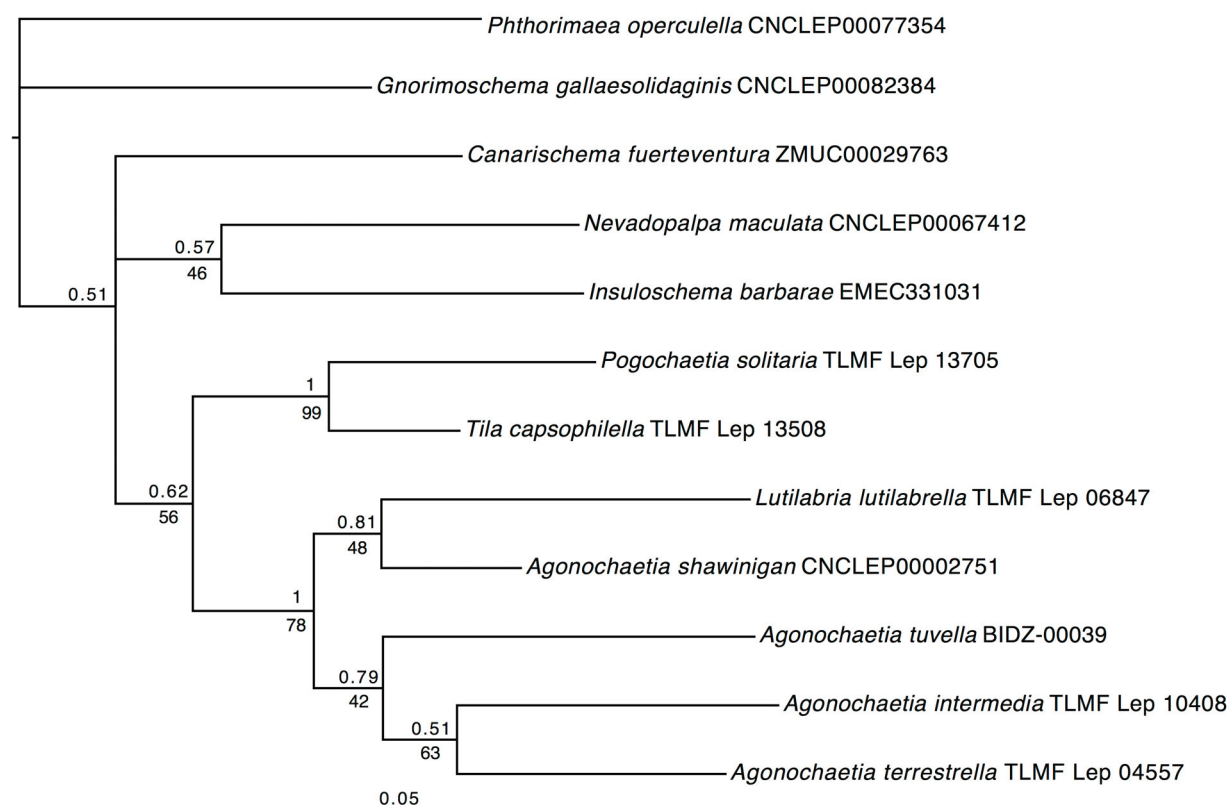 Phthorimaea operculella CNCLEP00077354
Gnorimoschema gallaesolidaginis CNCLEP00082384
Canarischema fuerteventura ZMUC00029763
Nevadopalpa maculata CNCLEP00067412
0.57
46
Insuloschema barbarae EMEC331031
0.51
Pogochaetia solitaria TLMF Lep 13705
1
99
Tila capsophilella TLMF Lep 13508
0.62
56
Lutilabria lutilabrella TLMF Lep 06847
0.81
48
Agonochaetia shawinigan CNCLEP00002751
1
78
Agonochaetia tuvella BIDZ-00039
0.79
42
Agonochaetia intermedia TLMF Lep 10408
0.51
63
Agonochaetia terrestrella TLMF Lep 04557
0.05